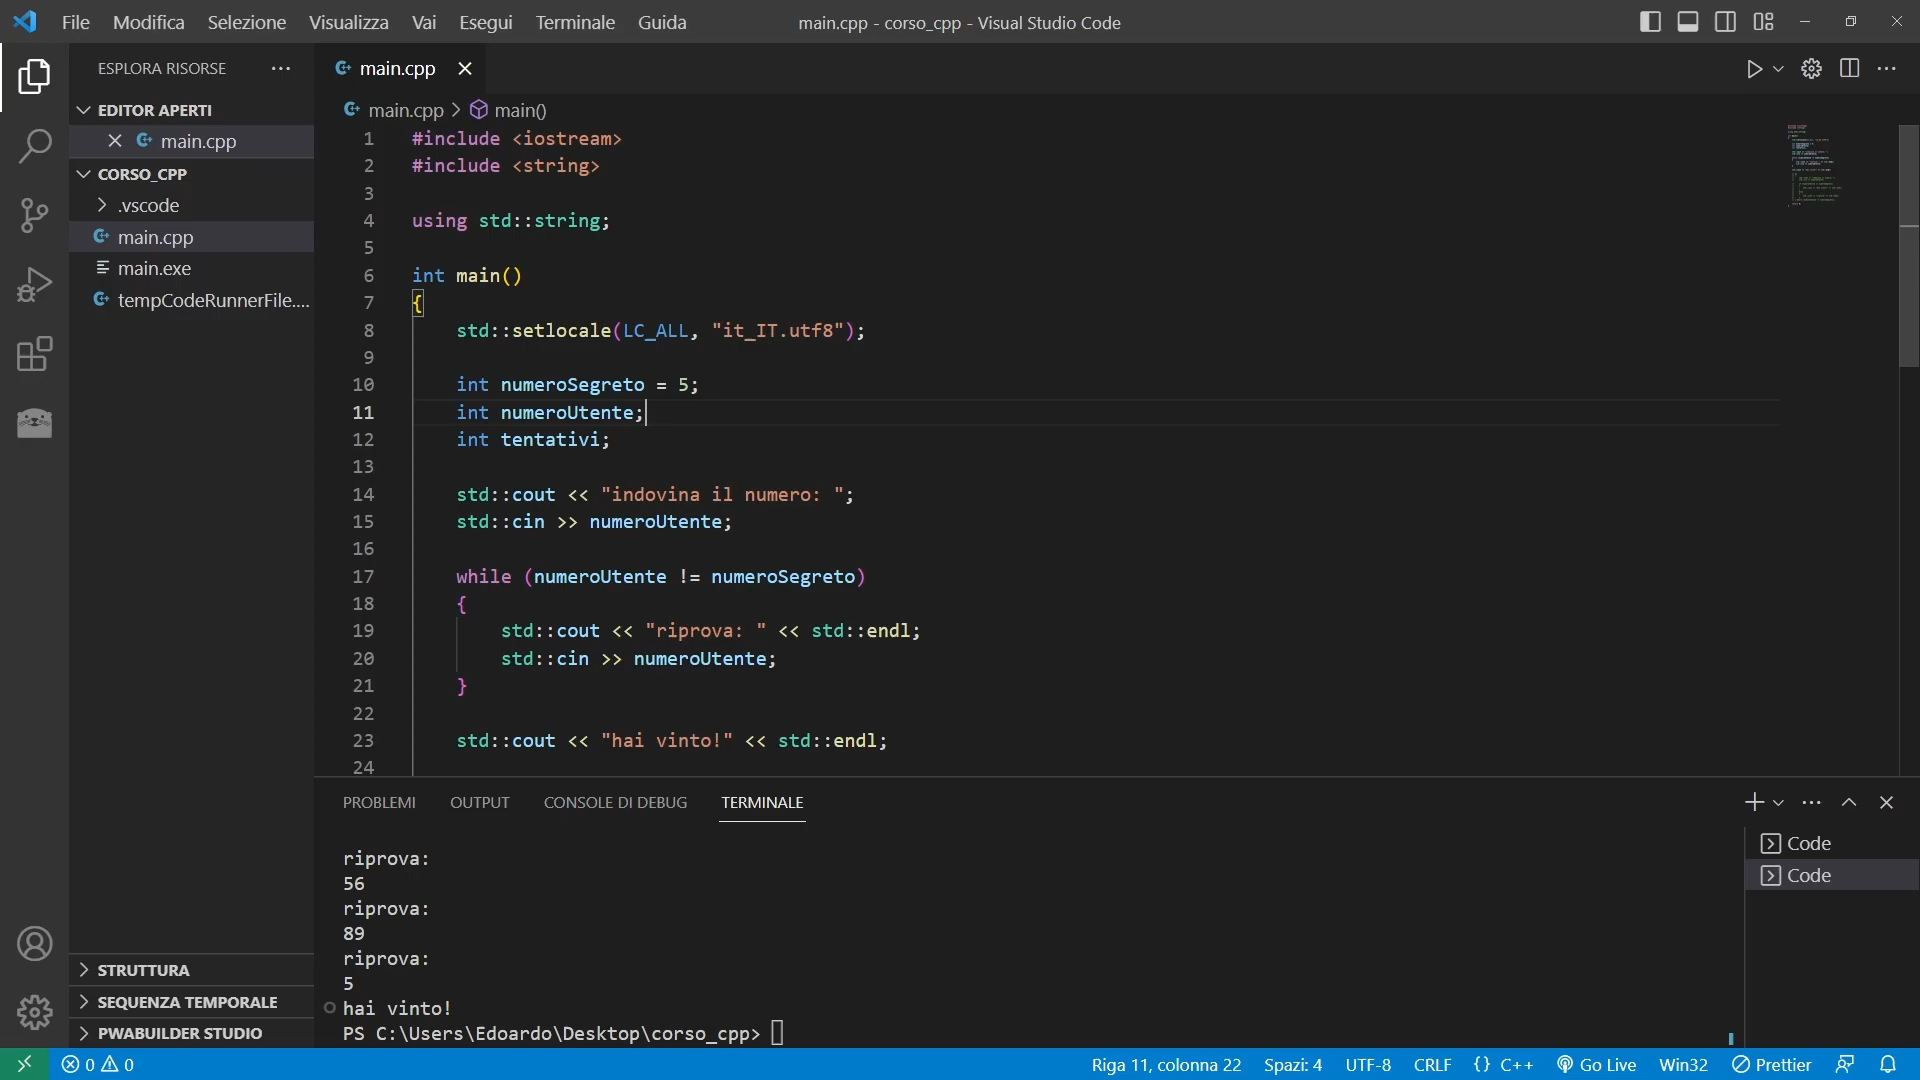 File Modifica Selezione Visualizza Vai Esegui Terminale Guida main.cpp - corso_cpp - Visual Studio Code
ESPLORA RISORSE
EDITOR APERTI
main.cpp
CORSO_CPP
.vscode
main.cpp
main.exe
tempCodeRunnerFile....
STRUTTURA
SEQUENZA TEMPORALE
PWABUILDER STUDIO
main.cpp
main.cpp > main()
1 #include <iostream>
2 #include <string>
3
4 using std::string;
5
6 int main()
7 {
8 std::setlocale(LC_ALL, "it_IT.utf8");
9
10 int numeroSegreto = 5;
11 int numeroUtente;
12 int tentativi;
13
14 std::cout << "indovina il numero: ";
15 std::cin >> numeroUtente;
16
17 while (numeroUtente != numeroSegreto)
18 {
19 std::cout << "riprova: " << std::endl;
20 std::cin >> numeroUtente;
21 }
22
23 std::cout << "hai vinto!" << std::endl;
24
PROBLEMI OUTPUT CONSOLE DI DEBUG TERMINALE
riprova:
56
riprova:
89
riprova:
5
hai vinto!
PS C:\Users\Edoardo\Desktop\corso_cpp>
Code
Code
0 0 Riga 11, colonna 22 Spazi: 4 UTF-8 CRLF {} C++ Go Live Win32 Prettier